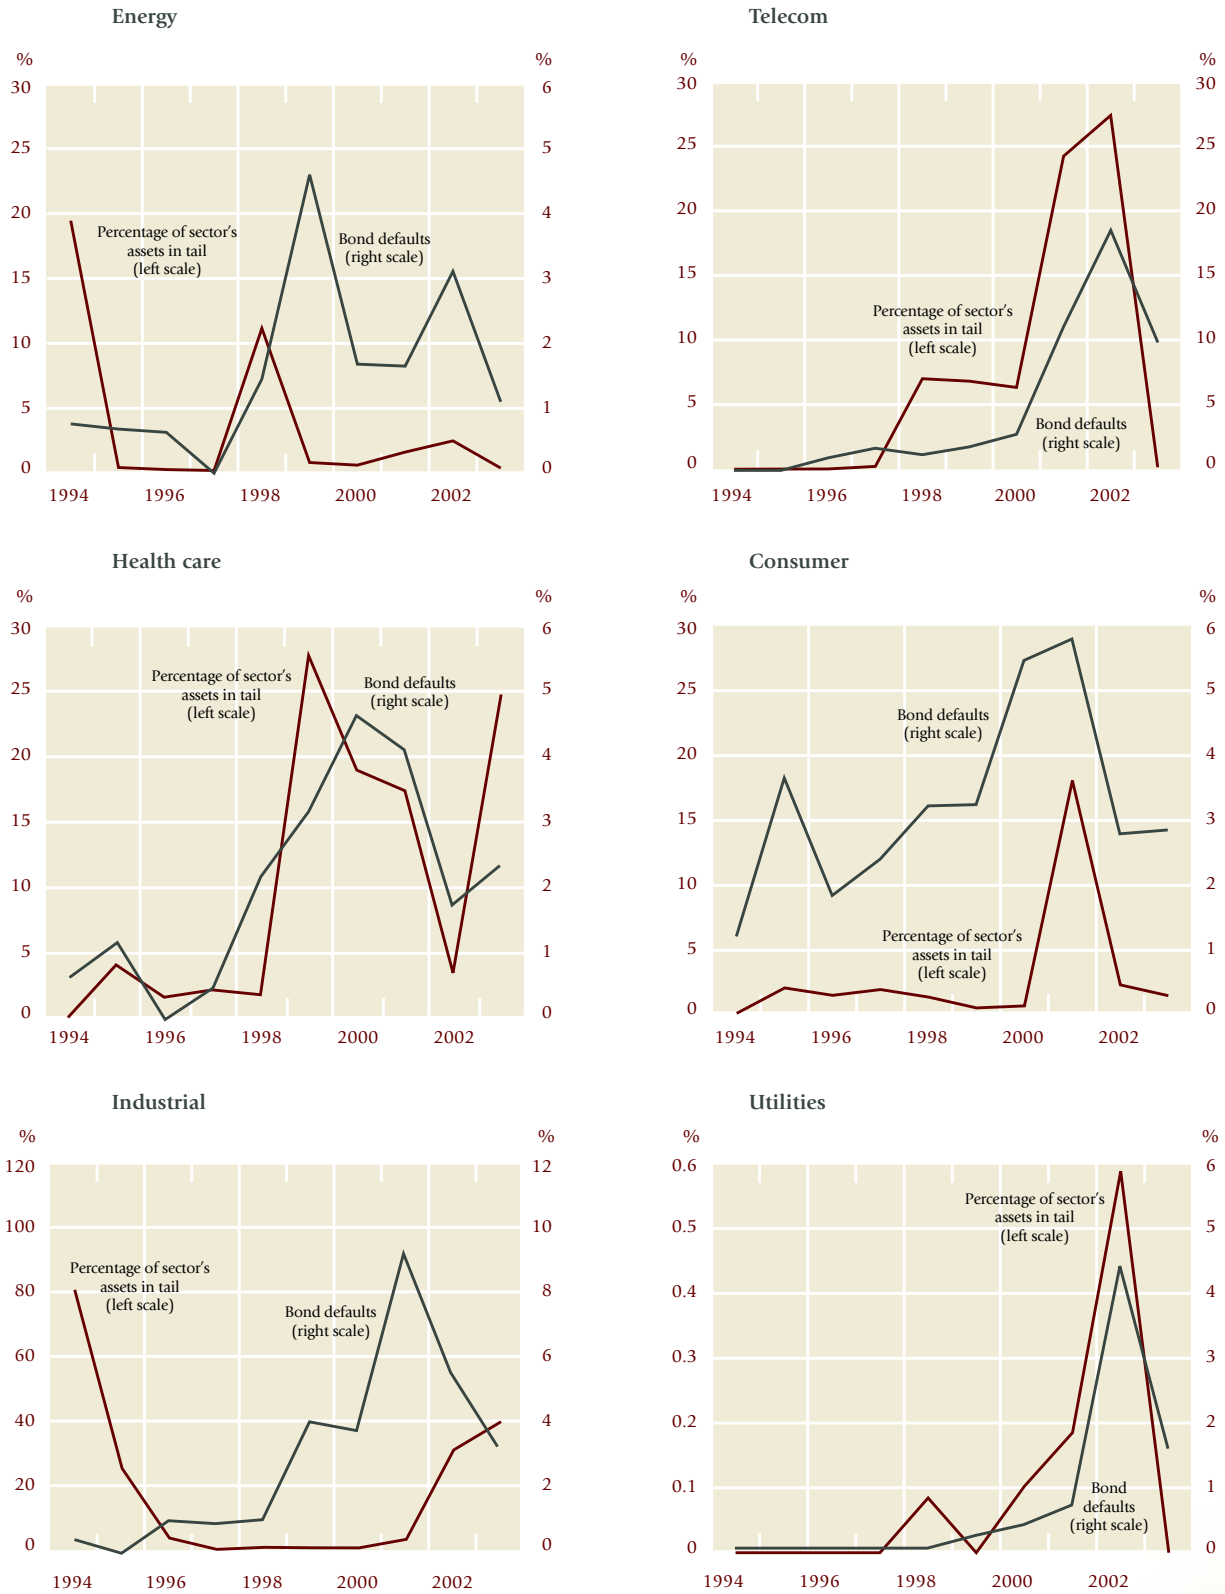 Energy
%
%
30
25
20
15
10
5
0
6
5
4
3
2
1
0
Percentage of sector's
assets in tail
(left scale)
Bond defaults
(right scale)
1994 1996 1998 2000 2002
Telecom
%
%
30
25
20
15
10
5
0
30
25
20
15
10
5
0
Percentage of sector's
assets in tail
(left scale)
Bond defaults
(right scale)
1994 1996 1998 2000 2002
Health care
%
%
30
25
20
15
10
5
0
6
5
4
3
2
1
0
Percentage of sector's
assets in tail
(left scale)
Bond defaults
(right scale)
1994 1996 1998 2000 2002
Consumer
%
%
30
25
20
15
10
5
0
6
5
4
3
2
1
0
Bond defaults
(right scale)
Percentage of sector's
assets in tail
(left scale)
1994 1996 1998 2000 2002
Industrial
%
%
120
100
80
60
40
20
0
12
10
8
6
4
2
0
Percentage of sector's
assets in tail
(left scale)
Bond defaults
(right scale)
1994 1996 1998 2000 2002
Utilities
%
%
0.6
0.5
0.4
0.3
0.2
0.1
0
6
5
4
3
2
1
0
Percentage of sector's
assets in tail
(left scale)
Bond
defaults
(right scale)
1994 1996 1998 2000 2002